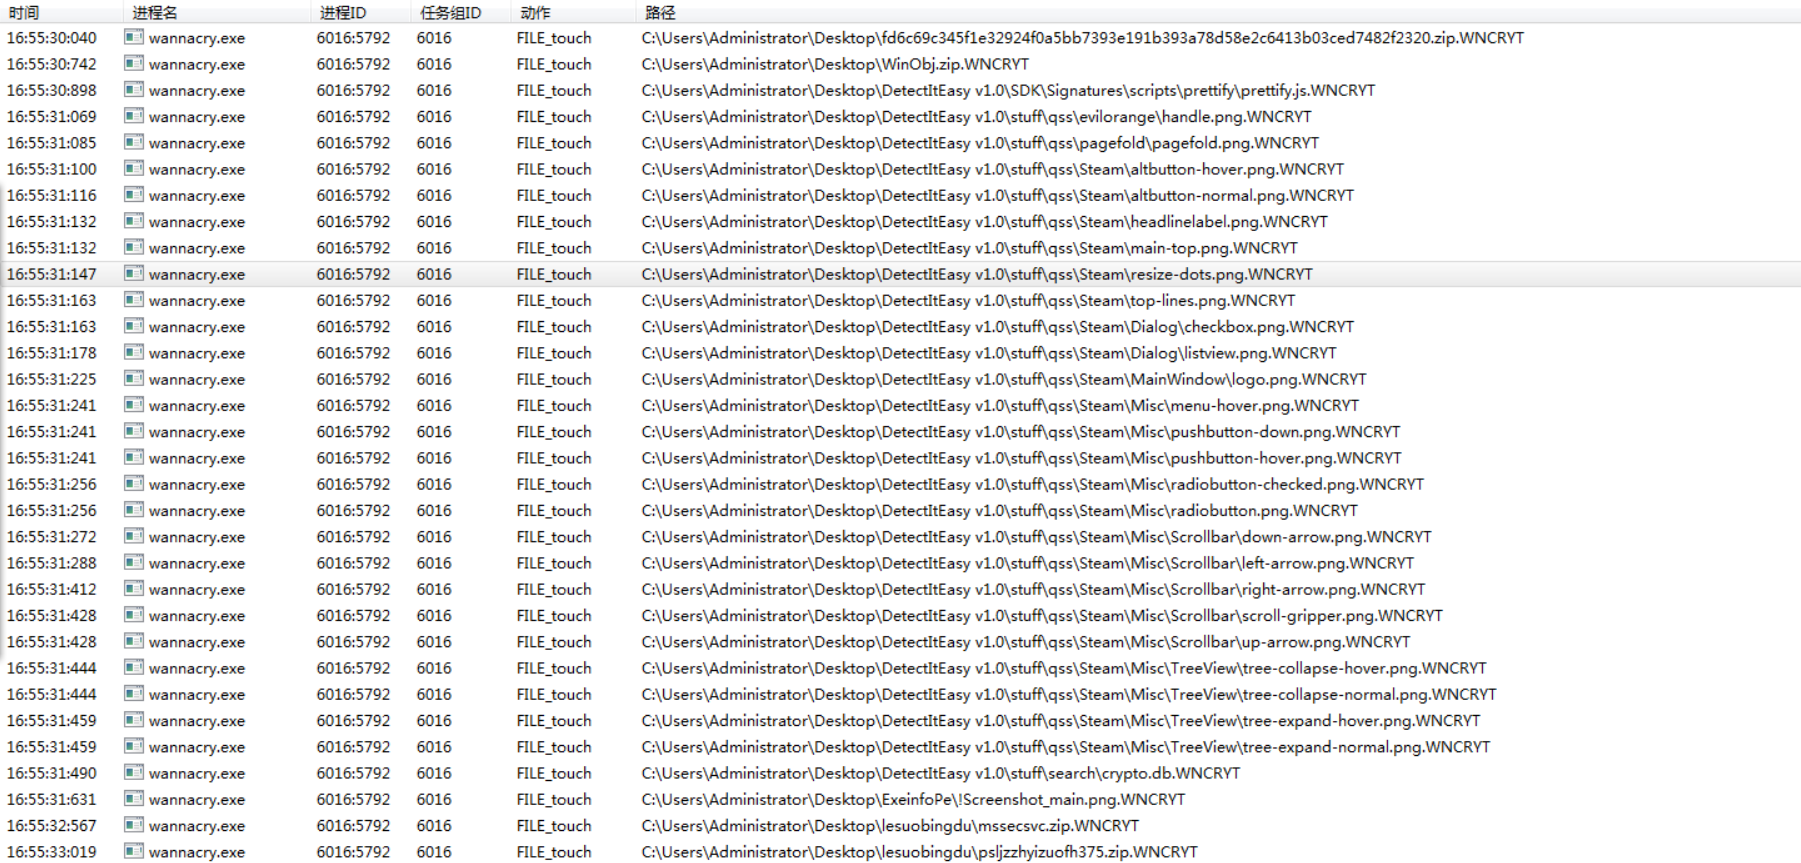 时间 进程名 进程ID 任务组ID 动作 路径
16:55:30:040 wannacry.exe 6016:5792 6016 FILE_touch C:\Users\Administrator\Desktop\fd6c69c345f1e32924f0a5bb7393e191b393a78d58e2c6413b03ced7482f2320.zip.WNCRYT
16:55:30:742 wannacry.exe 6016:5792 6016 FILE_touch C:\Users\Administrator\Desktop\WinObj.zip.WNCRYT
16:55:30:898 wannacry.exe 6016:5792 6016 FILE_touch C:\Users\Administrator\Desktop\DetectItEasy v1.0\SDK\Signatures\scripts\prettify\prettify.js.WNCRYT
16:55:31:069 wannacry.exe 6016:5792 6016 FILE_touch C:\Users\Administrator\Desktop\DetectItEasy v1.0\stuff\qss\evilorange\handle.png.WNCRYT
16:55:31:085 wannacry.exe 6016:5792 6016 FILE_touch C:\Users\Administrator\Desktop\DetectItEasy v1.0\stuff\qss\pagefold\pagefold.png.WNCRYT
16:55:31:100 wannacry.exe 6016:5792 6016 FILE_touch C:\Users\Administrator\Desktop\DetectItEasy v1.0\stuff\qss\Steam\altbutton-hover.png.WNCRYT
16:55:31:116 wannacry.exe 6016:5792 6016 FILE_touch C:\Users\Administrator\Desktop\DetectItEasy v1.0\stuff\qss\Steam\altbutton-normal.png.WNCRYT
16:55:31:132 wannacry.exe 6016:5792 6016 FILE_touch C:\Users\Administrator\Desktop\DetectItEasy v1.0\stuff\qss\Steam\headlinelabel.png.WNCRYT
16:55:31:132 wannacry.exe 6016:5792 6016 FILE_touch C:\Users\Administrator\Desktop\DetectItEasy v1.0\stuff\qss\Steam\main-top.png.WNCRYT
16:55:31:147 wannacry.exe 6016:5792 6016 FILE_touch C:\Users\Administrator\Desktop\DetectItEasy v1.0\stuff\qss\Steam\resize-dots.png.WNCRYT
16:55:31:163 wannacry.exe 6016:5792 6016 FILE_touch C:\Users\Administrator\Desktop\DetectItEasy v1.0\stuff\qss\Steam\top-lines.png.WNCRYT
16:55:31:163 wannacry.exe 6016:5792 6016 FILE_touch C:\Users\Administrator\Desktop\DetectItEasy v1.0\stuff\qss\Steam\Dialog\checkbox.png.WNCRYT
16:55:31:178 wannacry.exe 6016:5792 6016 FILE_touch C:\Users\Administrator\Desktop\DetectItEasy v1.0\stuff\qss\Steam\Dialog\listview.png.WNCRYT
16:55:31:225 wannacry.exe 6016:5792 6016 FILE_touch C:\Users\Administrator\Desktop\DetectItEasy v1.0\stuff\qss\Steam\MainWindow\logo.png.WNCRYT
16:55:31:241 wannacry.exe 6016:5792 6016 FILE_touch C:\Users\Administrator\Desktop\DetectItEasy v1.0\stuff\qss\Steam\Misc\menu-hover.png.WNCRYT
16:55:31:241 wannacry.exe 6016:5792 6016 FILE_touch C:\Users\Administrator\Desktop\DetectItEasy v1.0\stuff\qss\Steam\Misc\pushbutton-down.png.WNCRYT
16:55:31:241 wannacry.exe 6016:5792 6016 FILE_touch C:\Users\Administrator\Desktop\DetectItEasy v1.0\stuff\qss\Steam\Misc\pushbutton-hover.png.WNCRYT
16:55:31:256 wannacry.exe 6016:5792 6016 FILE_touch C:\Users\Administrator\Desktop\DetectItEasy v1.0\stuff\qss\Steam\Misc\radiobutton-checked.png.WNCRYT
16:55:31:256 wannacry.exe 6016:5792 6016 FILE_touch C:\Users\Administrator\Desktop\DetectItEasy v1.0\stuff\qss\Steam\Misc\radiobutton.png.WNCRYT
16:55:31:272 wannacry.exe 6016:5792 6016 FILE_touch C:\Users\Administrator\Desktop\DetectItEasy v1.0\stuff\qss\Steam\Misc\Scrollbar\down-arrow.png.WNCRYT
16:55:31:288 wannacry.exe 6016:5792 6016 FILE_touch C:\Users\Administrator\Desktop\DetectItEasy v1.0\stuff\qss\Steam\Misc\Scrollbar\left-arrow.png.WNCRYT
16:55:31:412 wannacry.exe 6016:5792 6016 FILE_touch C:\Users\Administrator\Desktop\DetectItEasy v1.0\stuff\qss\Steam\Misc\Scrollbar\right-arrow.png.WNCRYT
16:55:31:428 wannacry.exe 6016:5792 6016 FILE_touch C:\Users\Administrator\Desktop\DetectItEasy v1.0\stuff\qss\Steam\Misc\Scrollbar\scroll-gripper.png.WNCRYT
16:55:31:428 wannacry.exe 6016:5792 6016 FILE_touch C:\Users\Administrator\Desktop\DetectItEasy v1.0\stuff\qss\Steam\Misc\Scrollbar\up-arrow.png.WNCRYT
16:55:31:444 wannacry.exe 6016:5792 6016 FILE_touch C:\Users\Administrator\Desktop\DetectItEasy v1.0\stuff\qss\Steam\Misc\TreeView\tree-collapse-hover.png.WNCRYT
16:55:31:444 wannacry.exe 6016:5792 6016 FILE_touch C:\Users\Administrator\Desktop\DetectItEasy v1.0\stuff\qss\Steam\Misc\TreeView\tree-collapse-normal.png.WNCRYT
16:55:31:459 wannacry.exe 6016:5792 6016 FILE_touch C:\Users\Administrator\Desktop\DetectItEasy v1.0\stuff\qss\Steam\Misc\TreeView\tree-expand-hover.png.WNCRYT
16:55:31:459 wannacry.exe 6016:5792 6016 FILE_touch C:\Users\Administrator\Desktop\DetectItEasy v1.0\stuff\qss\Steam\Misc\TreeView\tree-expand-normal.png.WNCRYT
16:55:31:490 wannacry.exe 6016:5792 6016 FILE_touch C:\Users\Administrator\Desktop\DetectItEasy v1.0\stuff\search\crypto.db.WNCRYT
16:55:31:631 wannacry.exe 6016:5792 6016 FILE_touch C:\Users\Administrator\Desktop\ExeinfoPe\!Screenshot_main.png.WNCRYT
16:55:32:567 wannacry.exe 6016:5792 6016 FILE_touch C:\Users\Administrator\Desktop\lesuobingdu\mssecsvc.zip.WNCRYT
16:55:33:019 wannacry.exe 6016:5792 6016 FILE_touch C:\Users\Administrator\Desktop\lesuobingdu\psljzzhyizuofh375.zip.WNCRYT